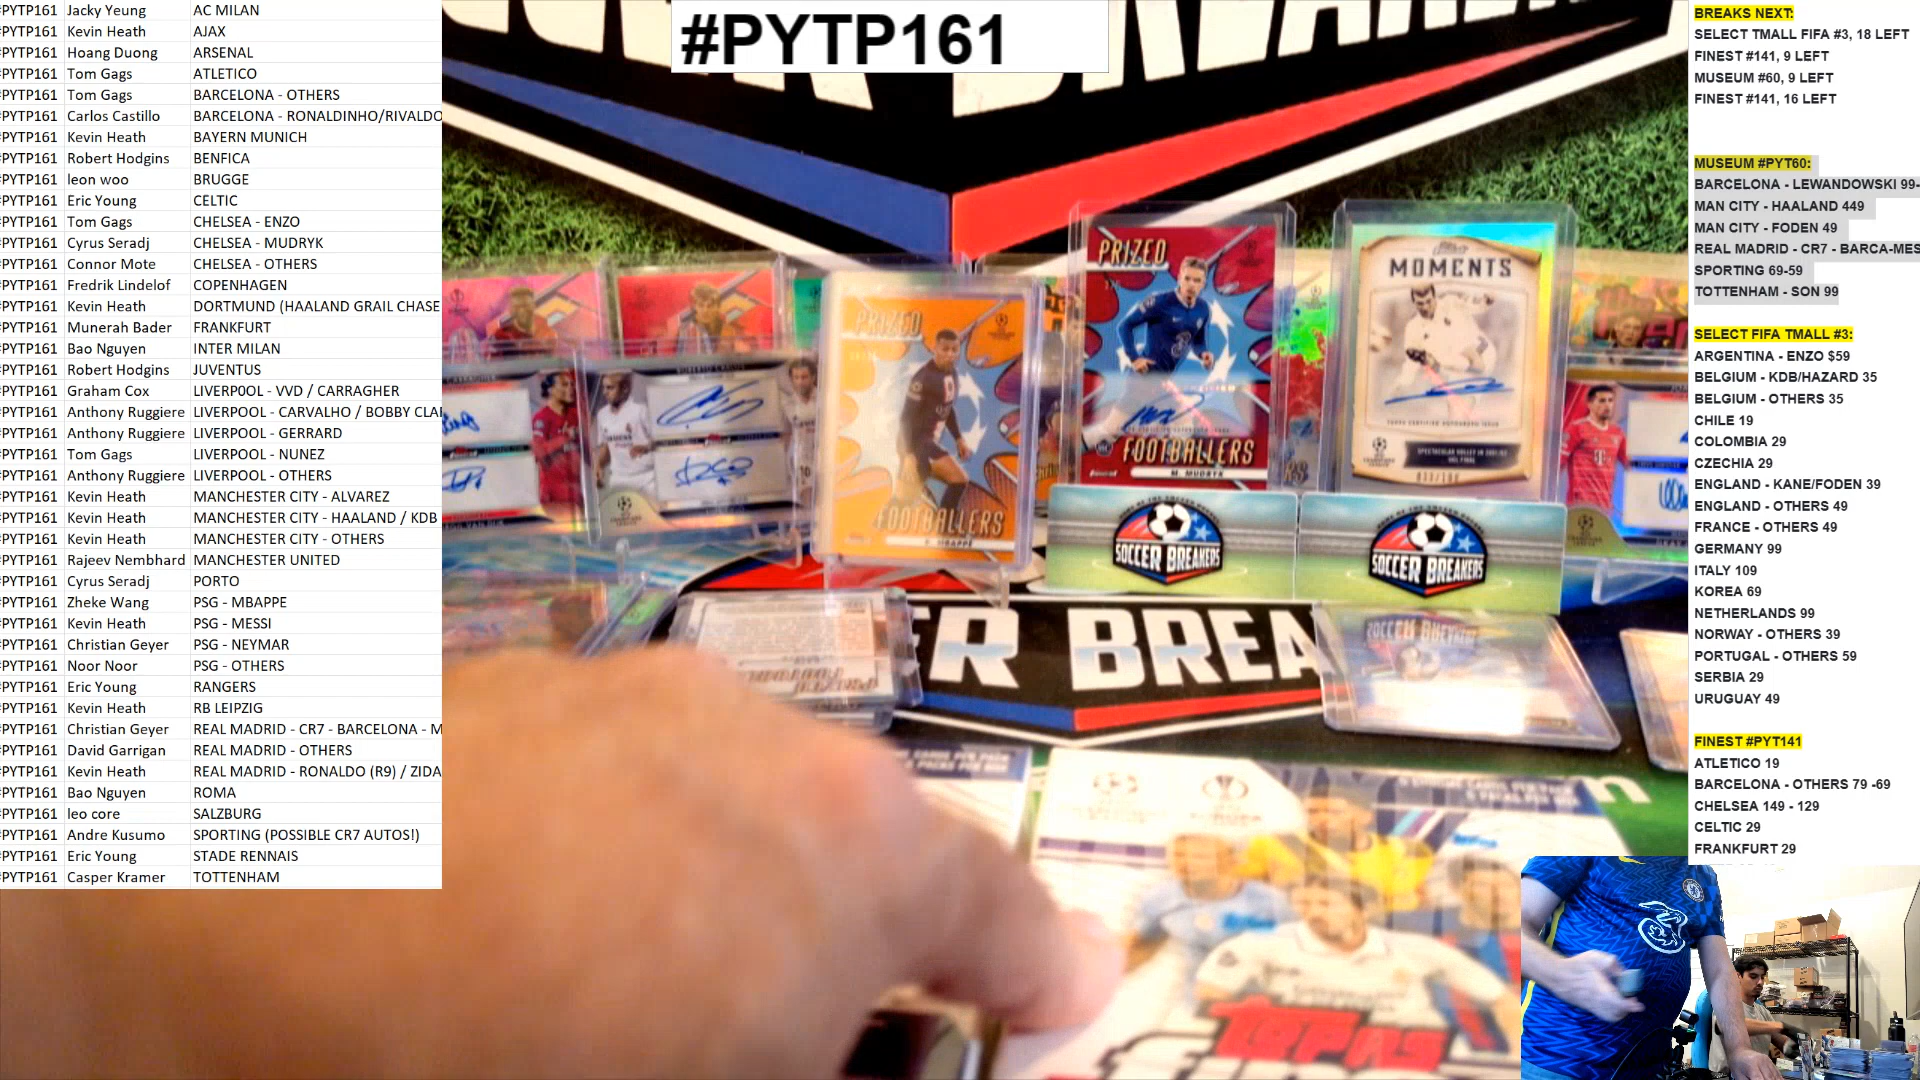 #PYTP161
#PYTP161 Jacky Yeung AC MILAN
#PYTP161 Kevin Heath AJAX
#PYTP161 Hoang Duong ARSENAL
#PYTP161 Tom Gags ATLETICO
#PYTP161 Tom Gags BARCELONA - OTHERS
#PYTP161 Carlos Castillo BARCELONA - RONALDINHO/RIVALDO
#PYTP161 Kevin Heath BAYERN MUNICH
#PYTP161 Robert Hodgins BENFICA
#PYTP161 leon woo BRUGGE
#PYTP161 Eric Young CELTIC
#PYTP161 Tom Gags CHELSEA - ENZO
#PYTP161 Cyrus Seradj CHELSEA - MUDRYK
#PYTP161 Connor Mote CHELSEA - OTHERS
#PYTP161 Fredrik Lindelof COPENHAGEN
#PYTP161 Kevin Heath DORTMUND (HAALAND GRAIL CHASE
#PYTP161 Munerah Bader FRANKFURT
#PYTP161 Bao Nguyen INTER MILAN
#PYTP161 Robert Hodgins JUVENTUS
#PYTP161 Graham Cox LIVERP0OL - VVD / CARRAGHER
#PYTP161 Anthony Ruggiere LIVERPOOL - CARVALHO / BOBBY CLAR
#PYTP161 Anthony Ruggiere LIVERPOOL - GERRARD
#PYTP161 Tom Gags LIVERPOOL - NUNEZ
#PYTP161 Anthony Ruggiere LIVERPOOL - OTHERS
#PYTP161 Kevin Heath MANCHESTER CITY - ALVAREZ
#PYTP161 Kevin Heath MANCHESTER CITY - HAALAND / KDB
#PYTP161 Kevin Heath MANCHESTER CITY - OTHERS
#PYTP161 Rajeev Nembhard MANCHESTER UNITED
#PYTP161 Cyrus Seradj PORTO
#PYTP161 Zheke Wang PSG - MBAPPE
#PYTP161 Kevin Heath PSG - MESSI
#PYTP161 Christian Geyer PSG - NEYMAR
#PYTP161 Noor Noor PSG - OTHERS
#PYTP161 Eric Young RANGERS
#PYTP161 Kevin Heath RB LEIPZIG
#PYTP161 Christian Geyer REAL MADRID - CR7 - BARCELONA - M
#PYTP161 David Garrigan REAL MADRID - OTHERS
#PYTP161 Kevin Heath REAL MADRID - RONALDO (R9) / ZIDA
#PYTP161 Bao Nguyen ROMA
#PYTP161 leo core SALZBURG
#PYTP161 Andre Kusumo SPORTING (POSSIBLE CR7 AUTOS!)
#PYTP161 Eric Young STADE RENNAIS
#PYTP161 Casper Kramer TOTTENHAM
PRIZED
FOOTBALLERS
PRIZED
FOOTBALLERS
M. MUDRYK
MOMENTS
SOCCER BREAKERS
SOCCER BREAKERS
ER BREA
TOPPS
BREAKS NEXT:
SELECT TMALL FIFA #3, 18 LEFT
FINEST #141, 9 LEFT
MUSEUM #60, 9 LEFT
FINEST #141, 16 LEFT
MUSEUM #PYT60:
BARCELONA - LEWANDOWSKI 99-
MAN CITY - HAALAND 449
MAN CITY - FODEN 49
REAL MADRID - CR7 - BARCA-MES
SPORTING 69-59
TOTTENHAM - SON 99
SELECT FIFA TMALL #3:
ARGENTINA - ENZO $59
BELGIUM - KDB/HAZARD 35
BELGIUM - OTHERS 35
CHILE 19
COLOMBIA 29
CZECHIA 29
ENGLAND - KANE/FODEN 39
ENGLAND - OTHERS 49
FRANCE - OTHERS 49
GERMANY 99
ITALY 109
KOREA 69
NETHERLANDS 99
NORWAY - OTHERS 39
PORTUGAL - OTHERS 59
SERBIA 29
URUGUAY 49
FINEST #PYT141
ATLETICO 19
BARCELONA - OTHERS 79 -69
CHELSEA 149 - 129
CELTIC 29
FRANKFURT 29